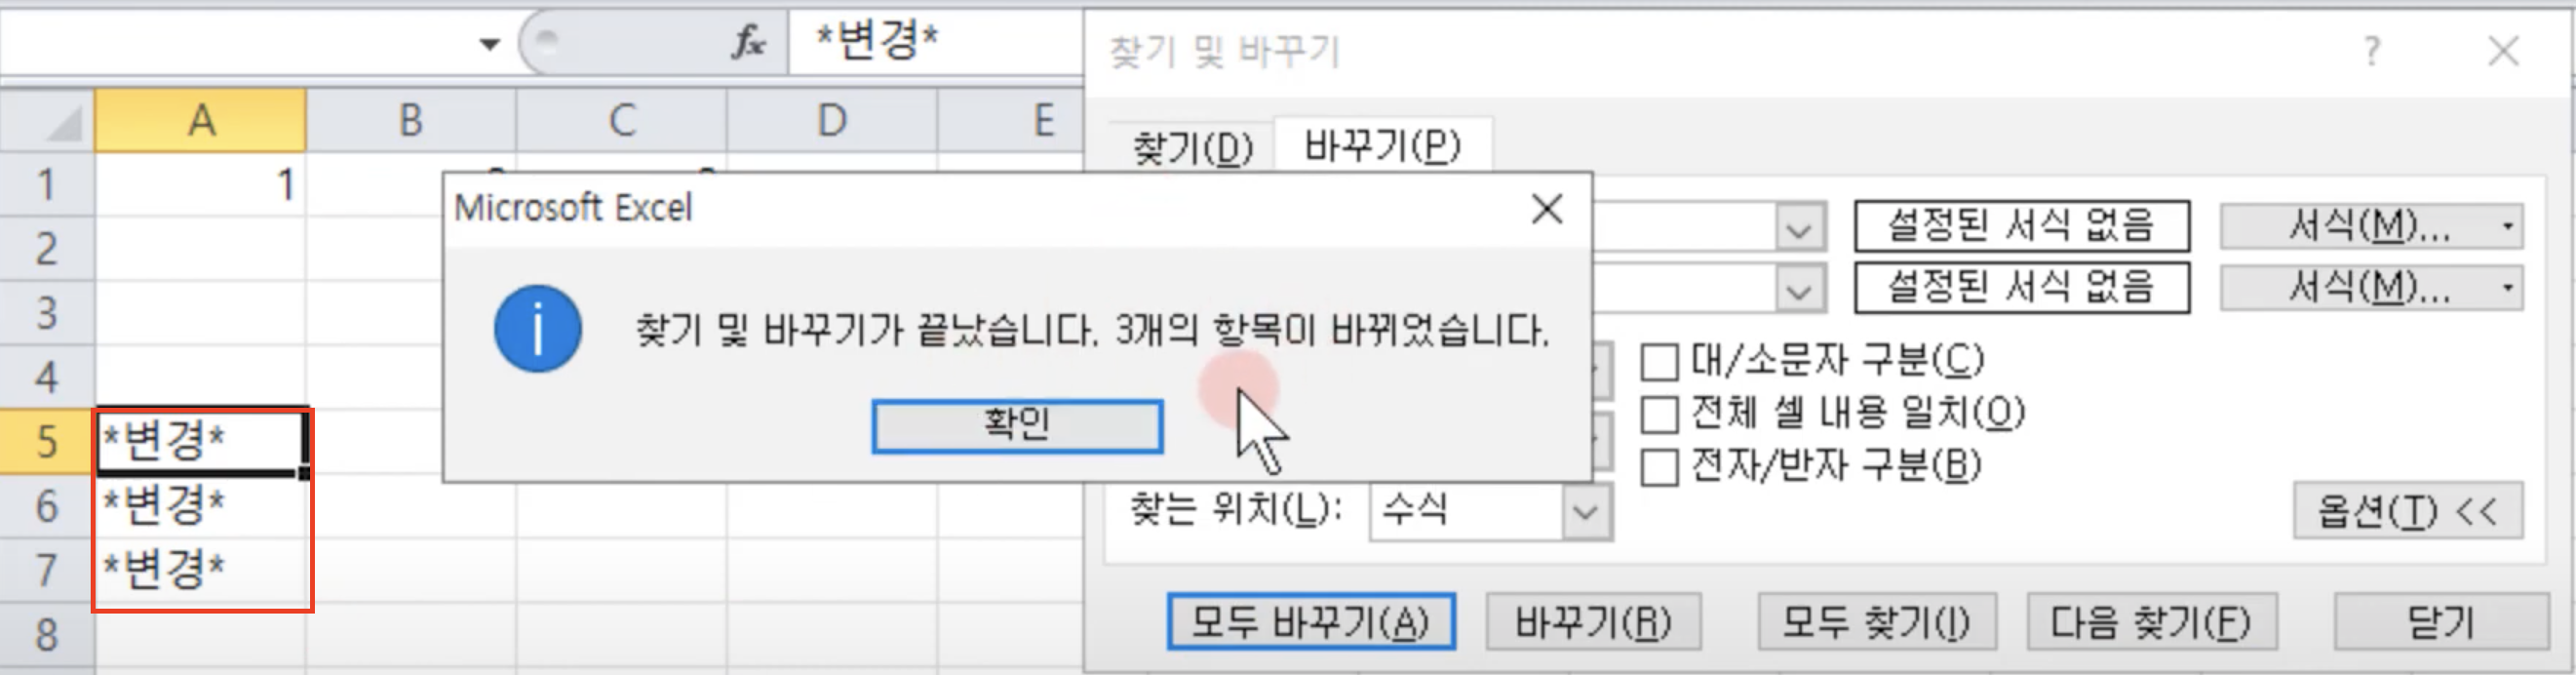 fx *변경*
찾기 및 바꾸기 ?
A B C D E
찾기(D) 바꾸기(P)
1 1
Microsoft Excel
설정된 서식 없음 서식(M)...
2
설정된 서식 없음 서식(M)...
3
찾기 및 바꾸기가 끝났습니다. 3개의 항목이 바뀌었습니다.
대/소문자 구분(C)
4
전체 셀 내용 일치(O)
확인
5 *변경*
전자/반자 구분(B)
6 *변경*
찾는 위치(L): 수식
옵션(T) <<
7 *변경*
8
모두 바꾸기(A) 바꾸기(R) 모두 찾기(I) 다음 찾기(F) 닫기